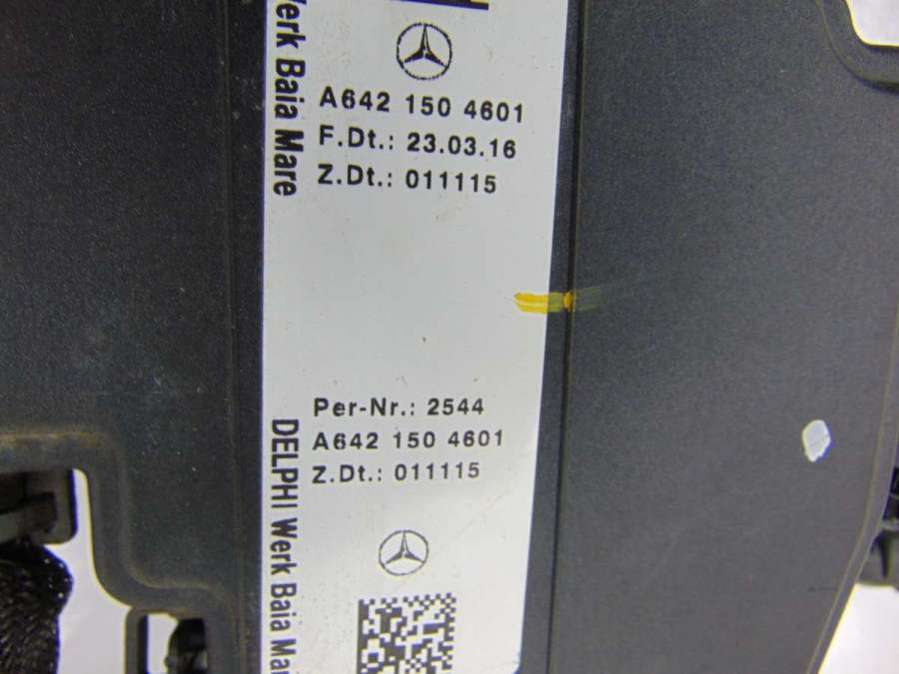 A642 150 4601
F.Dt.: 23.03.16
Z.Dt.: 011115
Werk Baia Mare
Per-Nr.: 2544
A642 150 4601
Z.Dt.: 011115
DELPHI Werk Baia Mare